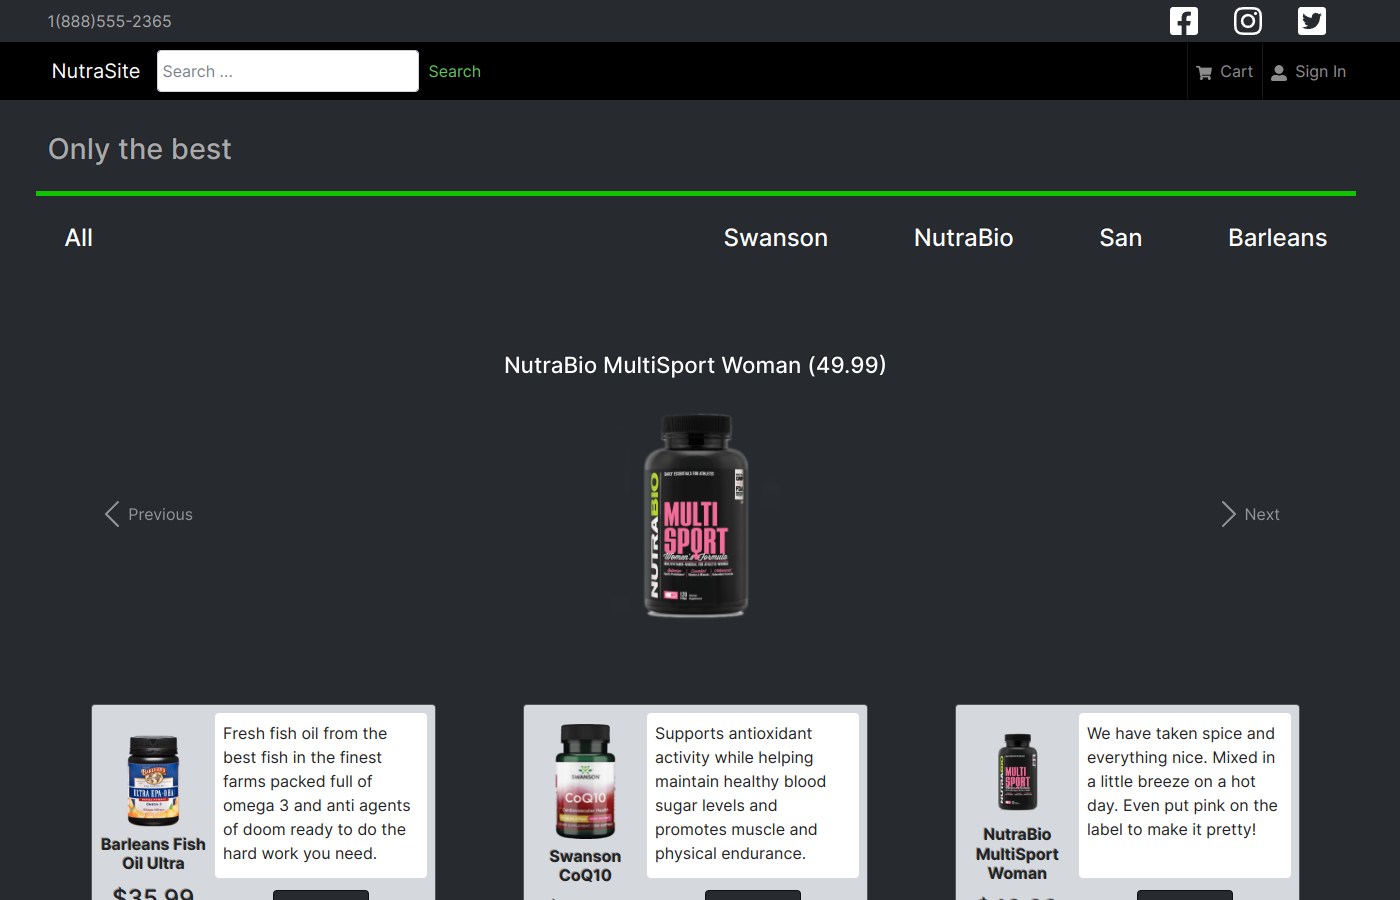 1(888)555-2365
NutraSite
Search ...
Search
Cart
Sign In
Only the best
All
Swanson
NutraBio
San
Barleans
NutraBio MultiSport Woman (49.99)
Previous
NUTRABIO
MULTI
SPORT
Women's Formula
Next
Barleans Fish
Oil Ultra
$35.99
Fresh fish oil from the
best fish in the finest
farms packed full of
omega 3 and anti agents
of doom ready to do the
hard work you need.
SWANSON
CoQ10
Swanson
CoQ10
Supports antioxidant
activity while helping
maintain healthy blood
sugar levels and
promotes muscle and
physical endurance.
MULTI
SPORT
NutraBio
MultiSport
Woman
We have taken spice and
everything nice. Mixed in
a little breeze on a hot
day. Even put pink on the
label to make it pretty!